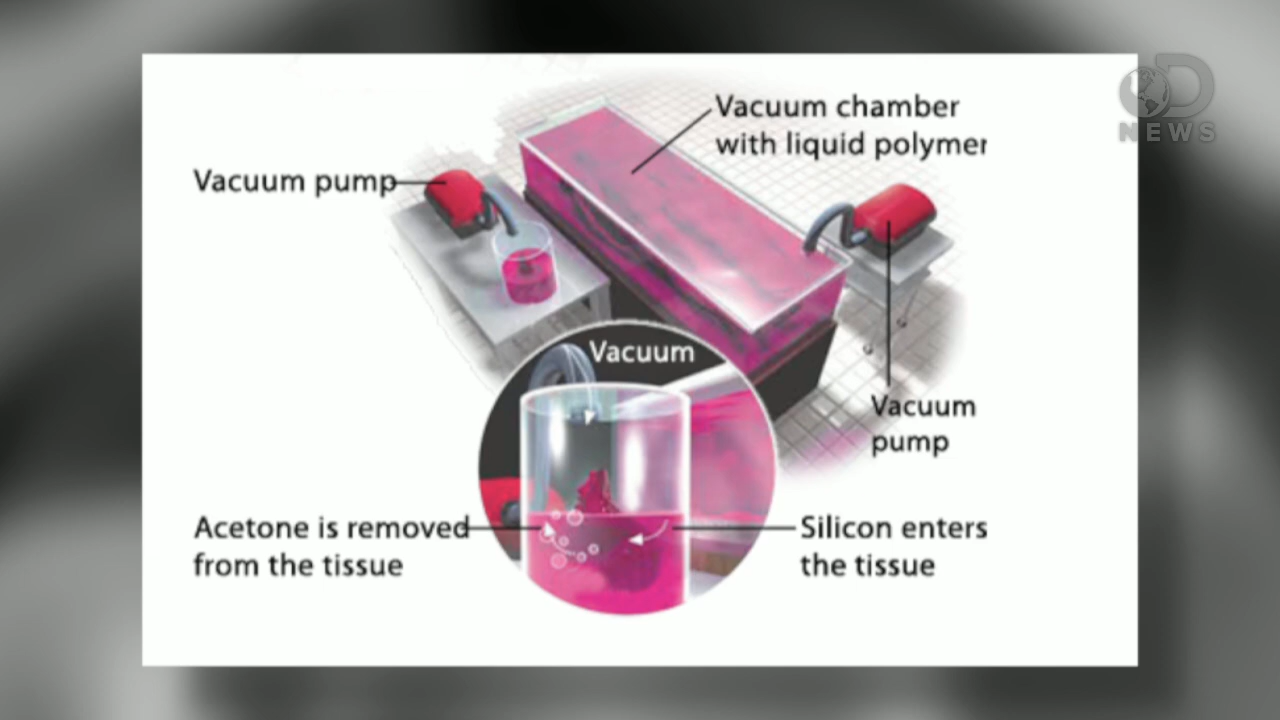 D
NEWS
Vacuum chamber
with liquid polymer
Vacuum pump
Vacuum
Vacuum
pump
Acetone is removed
from the tissue
Silicon enters
the tissue